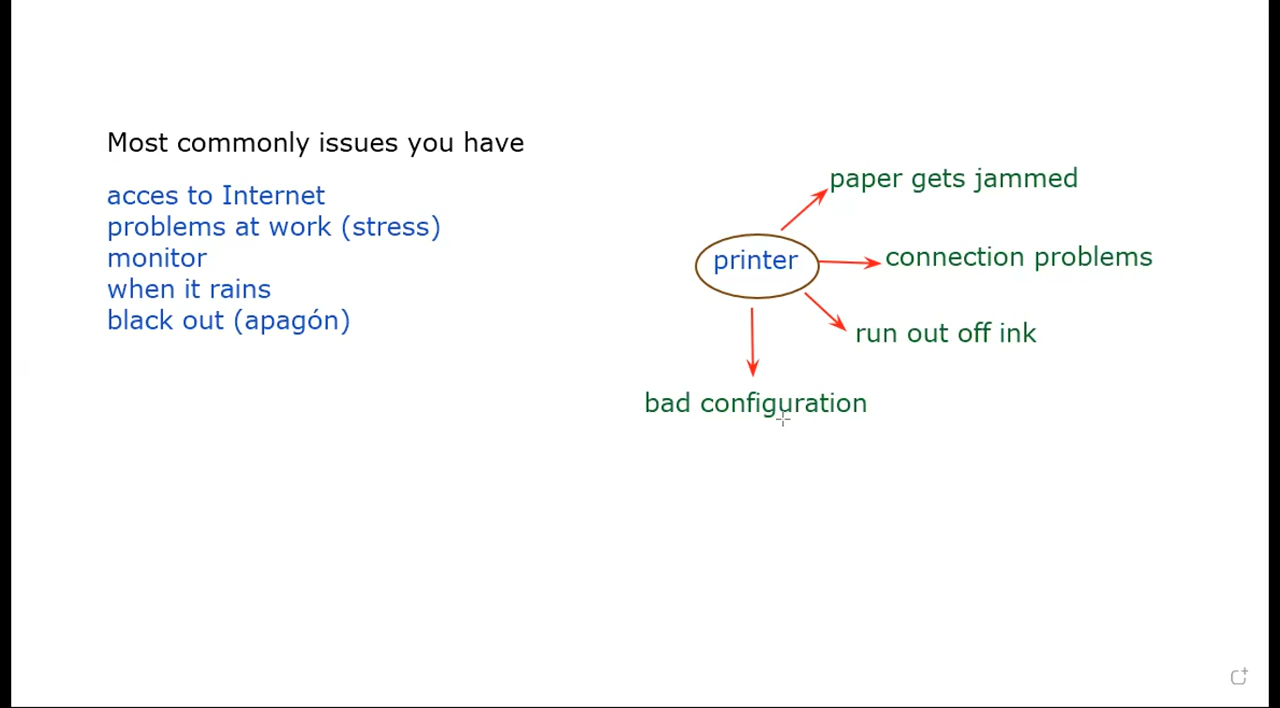 Most commonly issues you have
acces to Internet
problems at work (stress)
monitor
when it rains
black out (apagón)
paper gets jammed
printer
connection problems
run out off ink
bad configuration